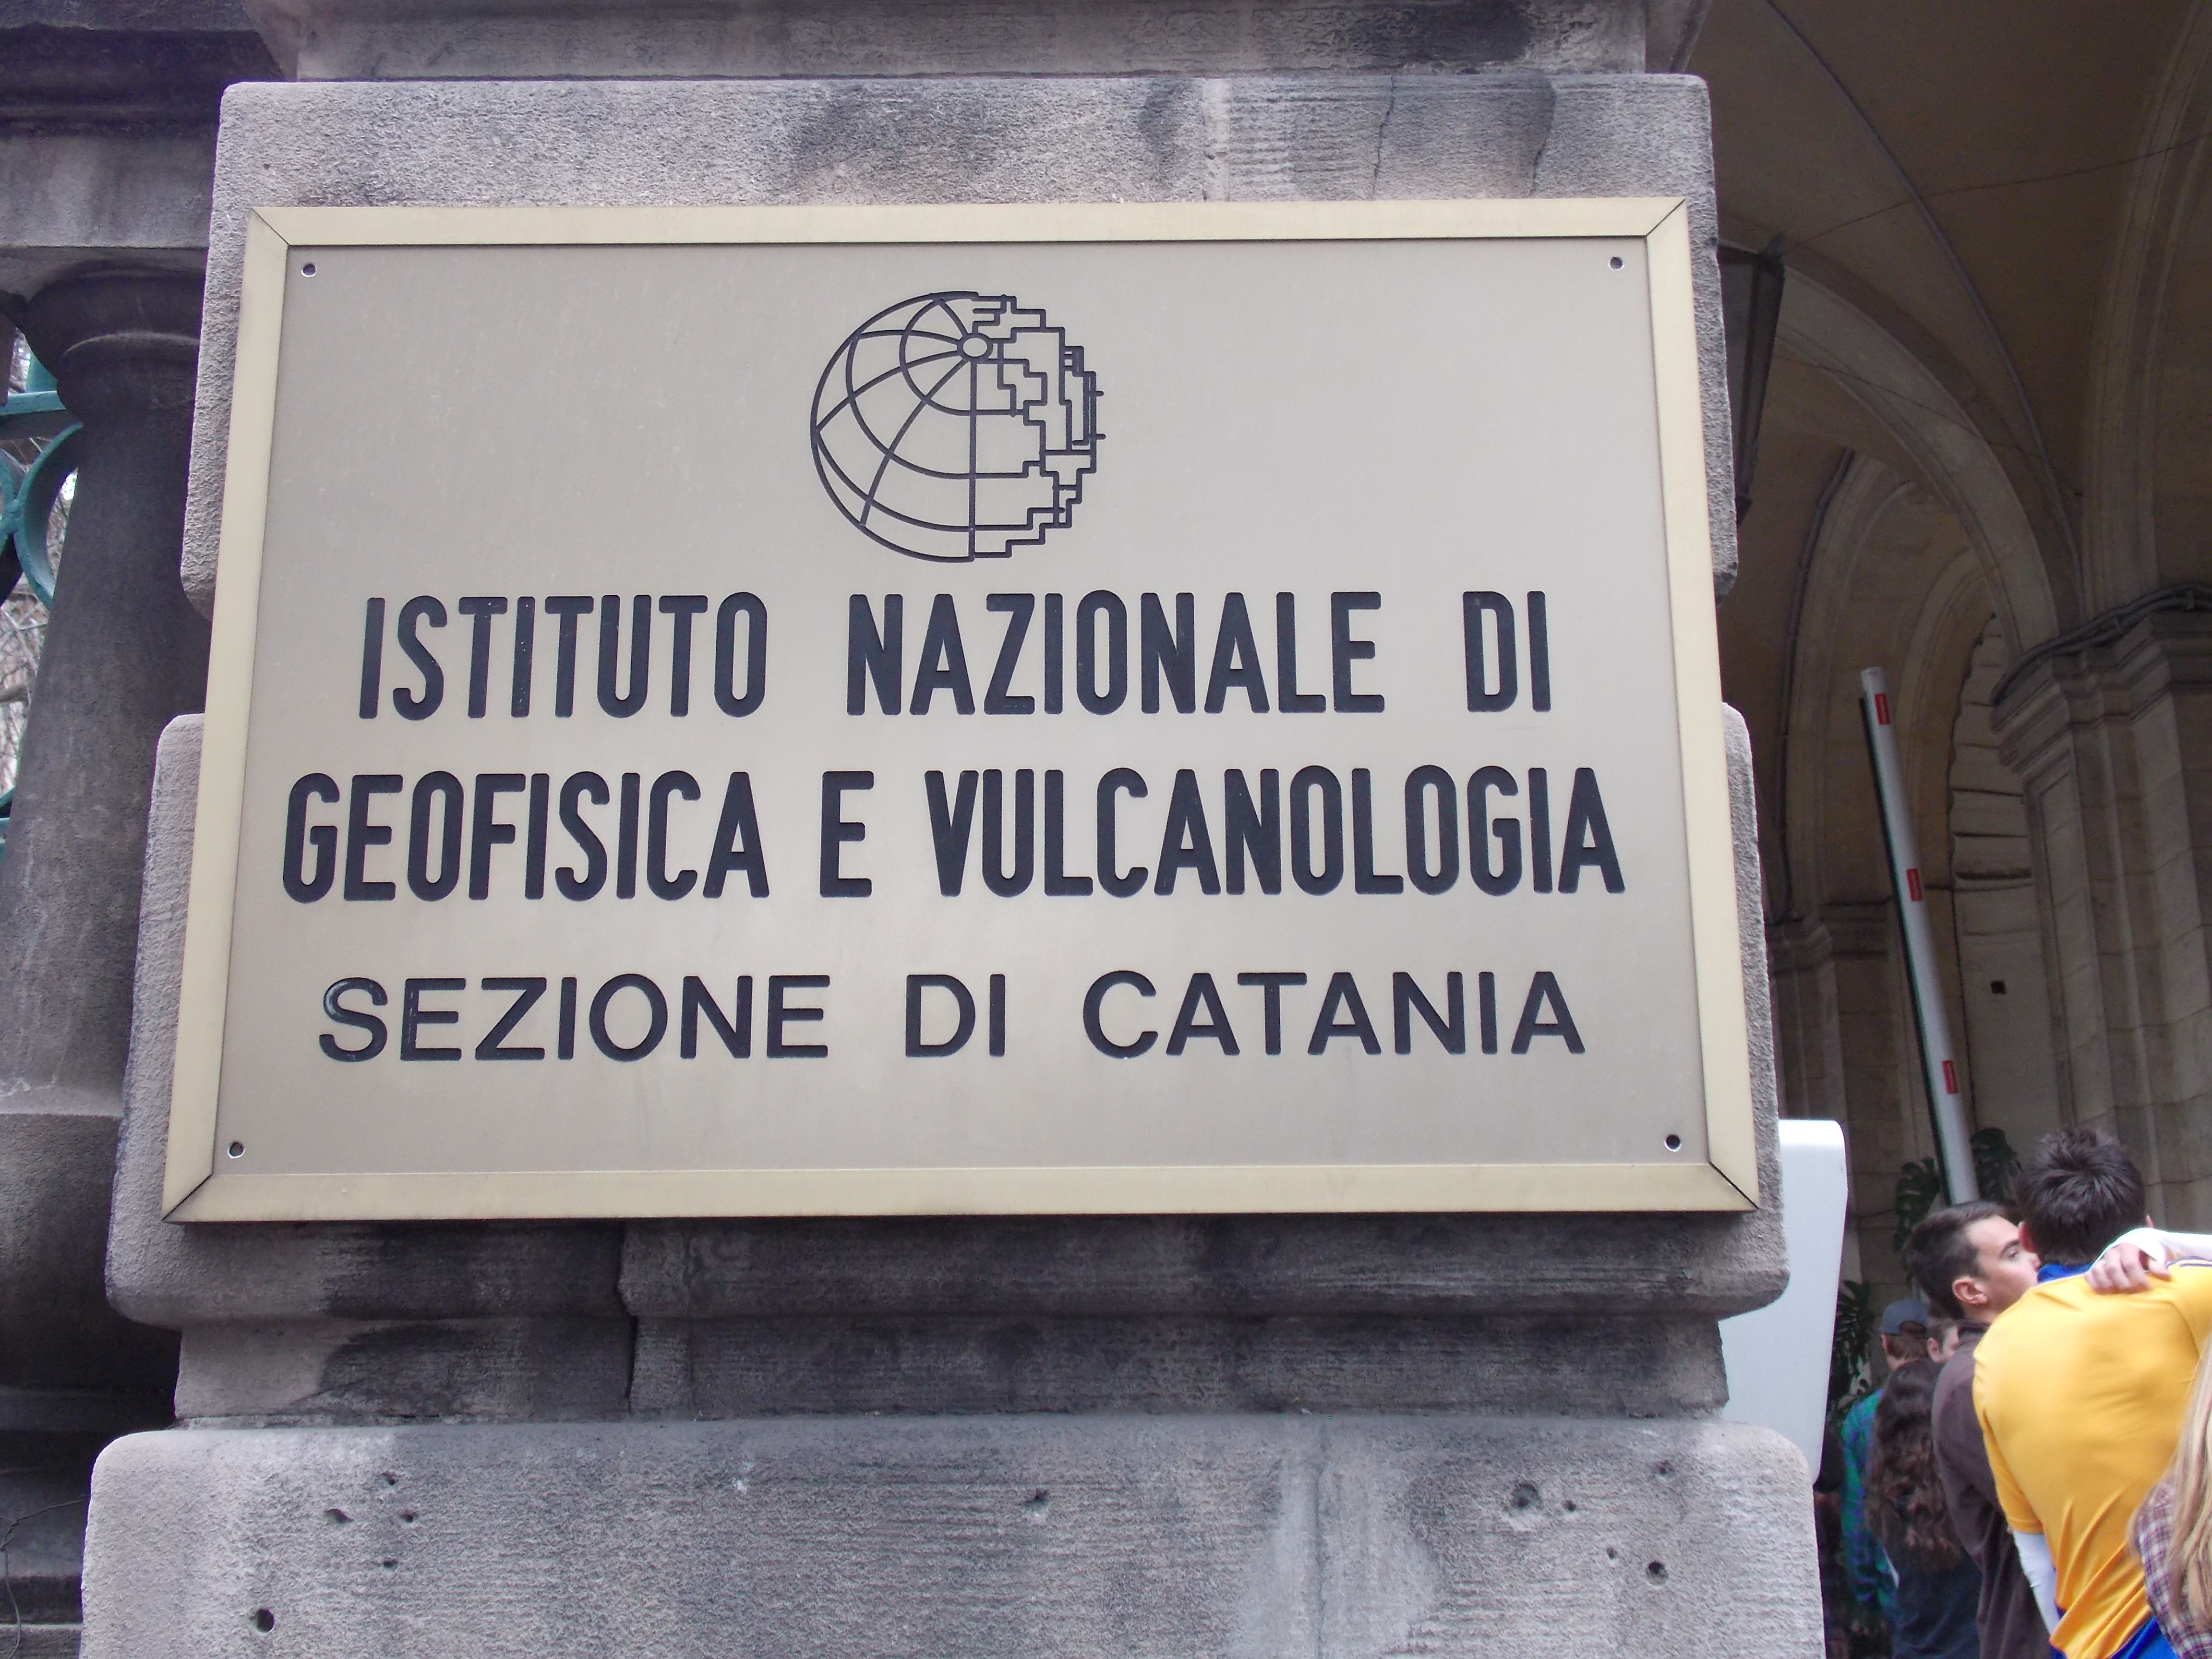 ISTITUTO NAZIONALE DI
GEOFISICA E VULCANOLOGIA
SEZIONE DI CATANIA